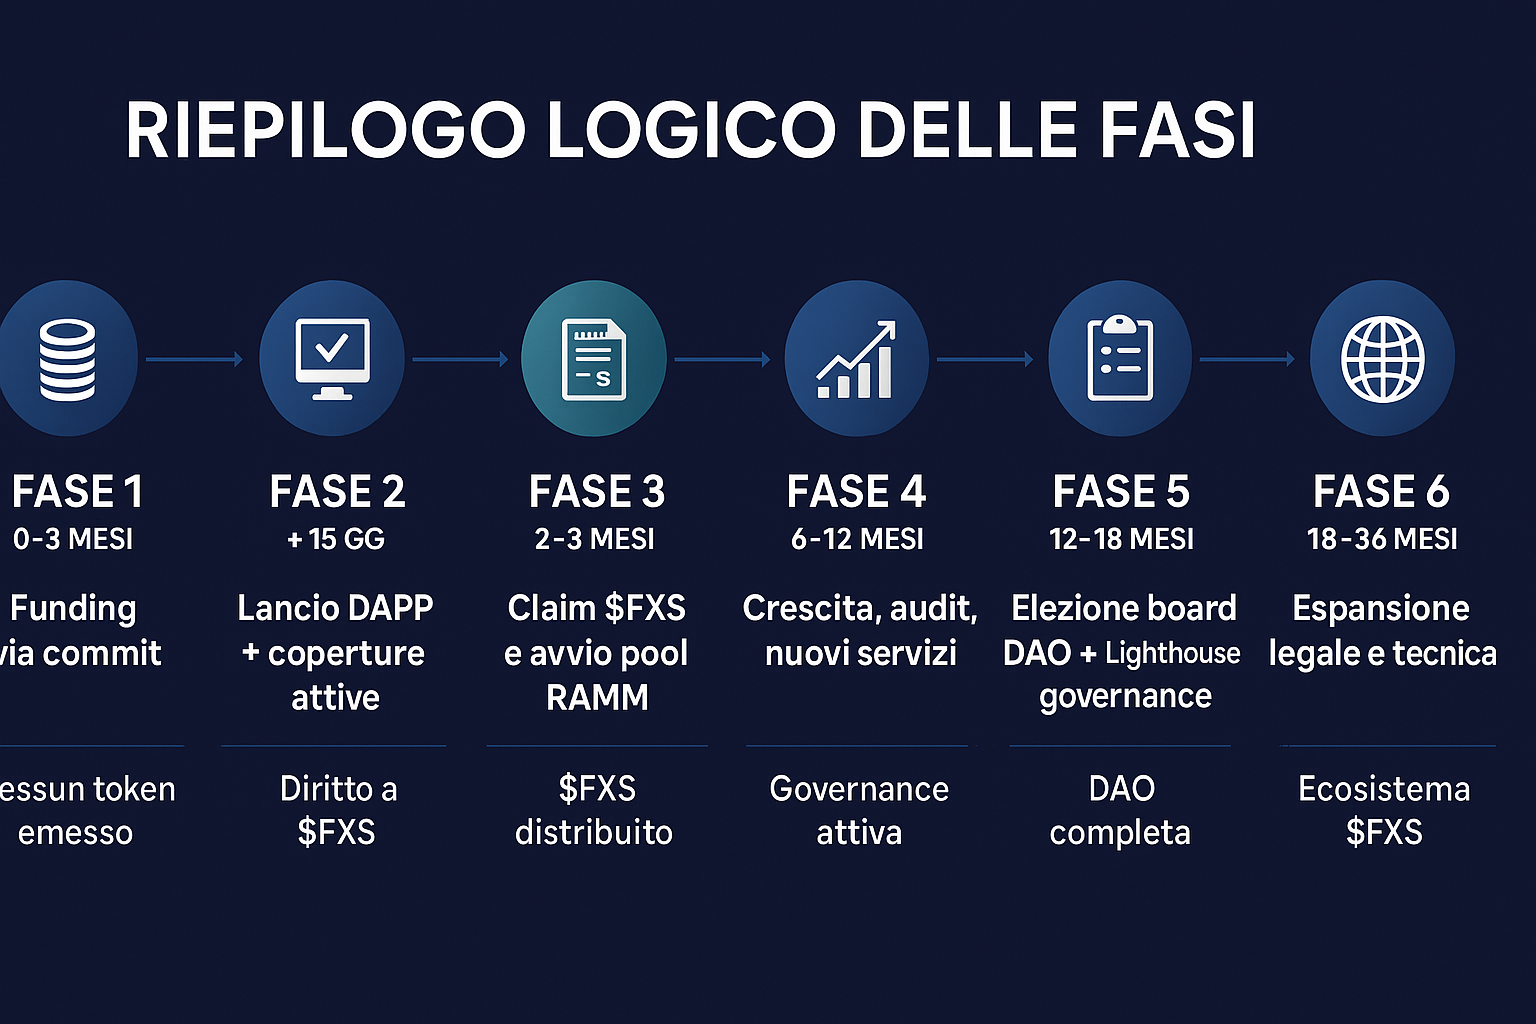 RIEPILOGO LOGICO DELLE FASI
FASE 1
0-3 MESI
Funding
via commit
essun token
emesso
FASE 2
+ 15 GG
Lancio DAPP
+ coperture
attive
Diritto a
$FXS
FASE 3
2-3 MESI
Claim $FXS
e avvio pool
RAMM
$FXS
distribuito
FASE 4
6-12 MESI
Crescita, audit,
nuovi servizi
Governance
attiva
FASE 5
12-18 MESI
Elezione board
DAO + Lighthouse
governance
DAO
completa
FASE 6
18-36 MESI
Espansione
legale e tecnica
Ecosistema
$FXS